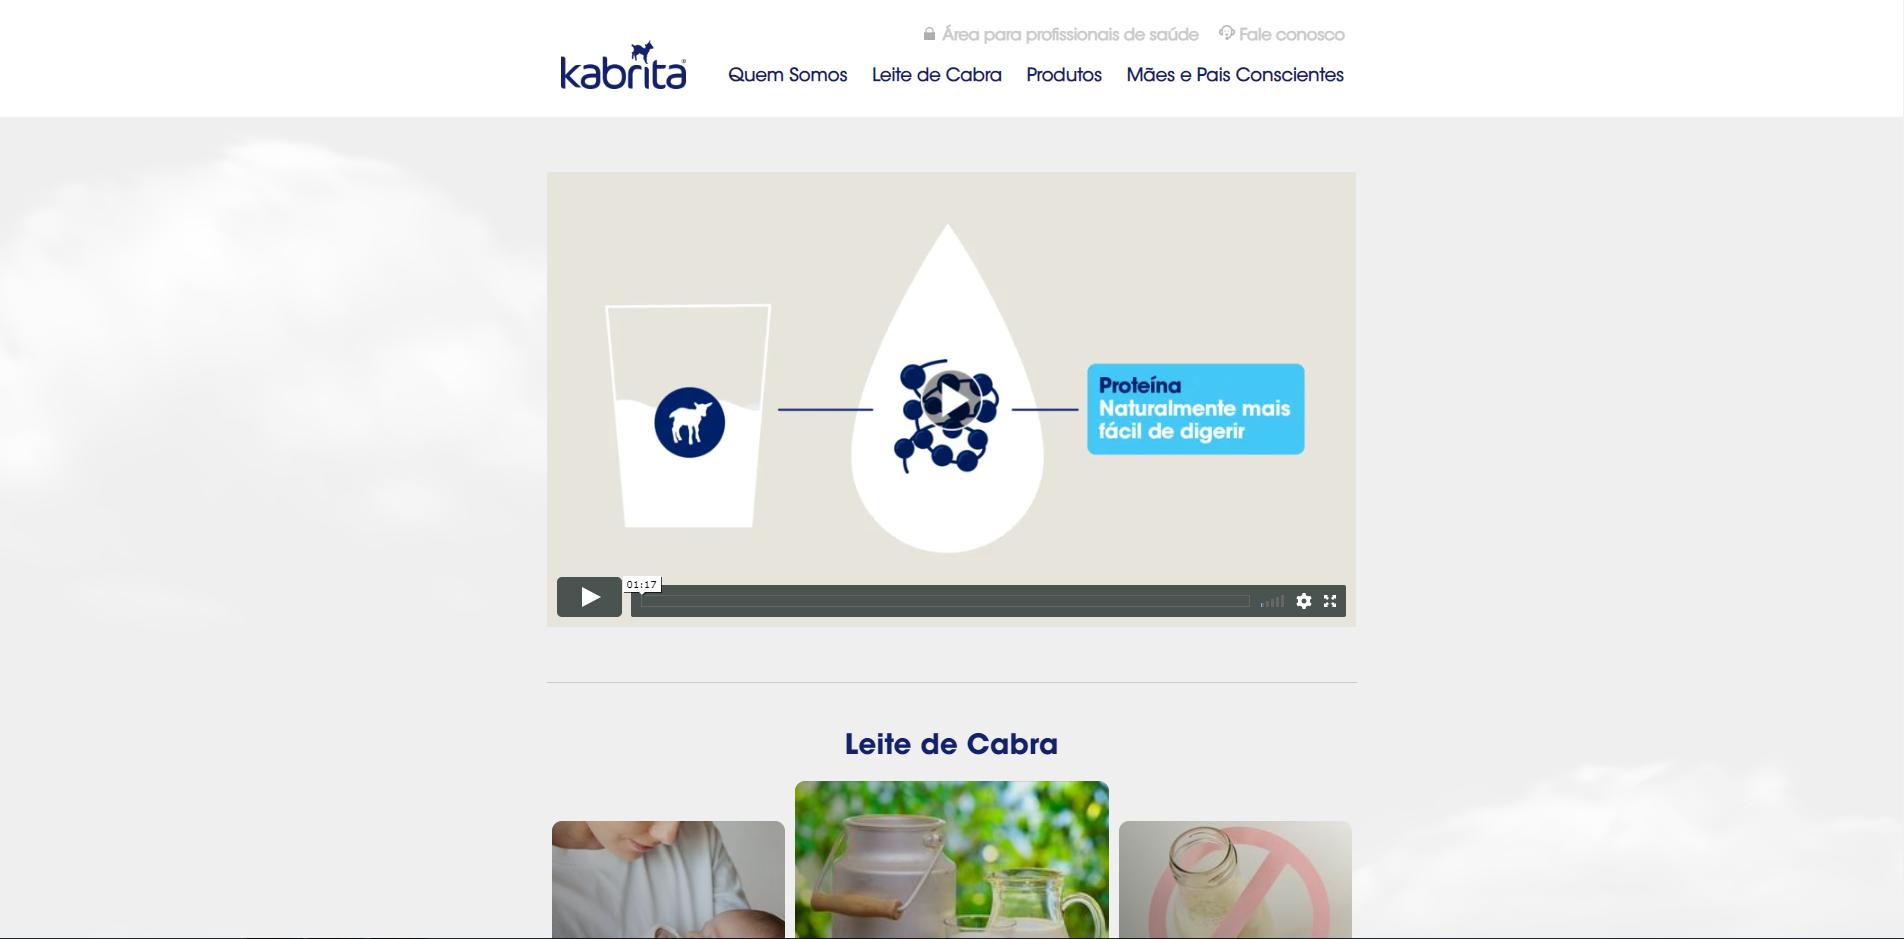 Área para profissionais de saúde Fale conosco
kabrita®
Quem Somos Leite de Cabra Produtos Mães e Pais Conscientes
Proteína
Naturalmente mais
fácil de digerir
01:17
Leite de Cabra